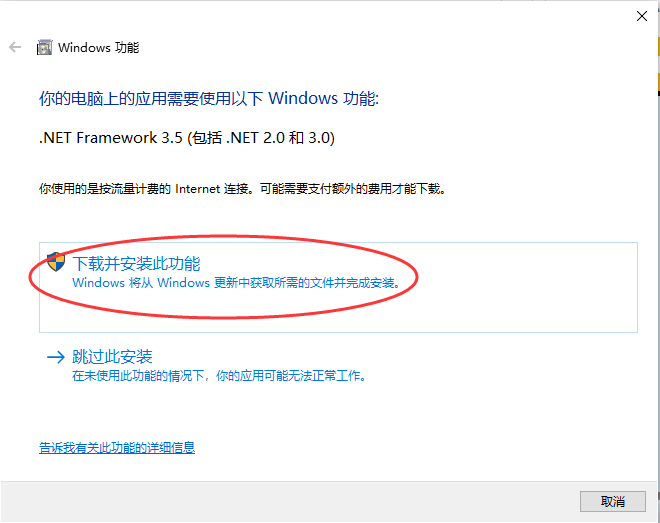 Windows 功能
你的电脑上的应用需要使用以下 Windows 功能:
.NET Framework 3.5 (包括 .NET 2.0 和 3.0)
你使用的是按流量计费的 Internet 连接。可能需要支付额外的费用才能下载。
下载并安装此功能
Windows 将从 Windows 更新中获取所需的文件并完成安装。
跳过此安装
在未使用此功能的情况下，你的应用可能无法正常工作。
告诉我有关此功能的详细信息
取消